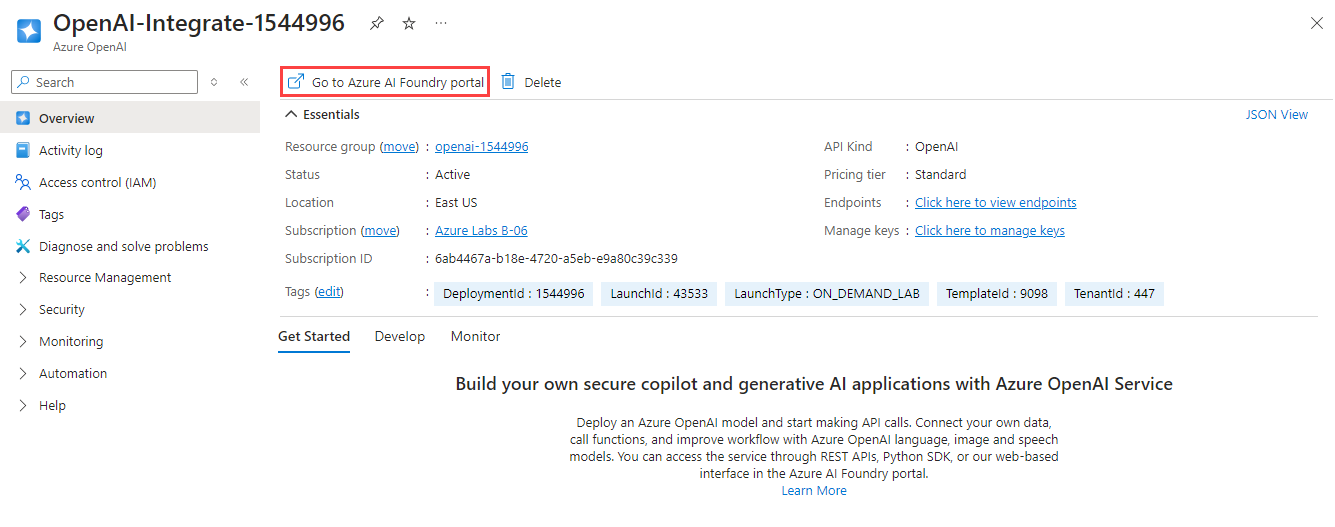 OpenAI-Integrate-1544996
Azure OpenAI
Search
Overview
Activity log
Access control (IAM)
Tags
Diagnose and solve problems
Resource Management
Security
Monitoring
Automation
Help
Go to Azure AI Foundry portal
Delete
Essentials
JSON View
Resource group (move) : openai-1544996
Status : Active
Location : East US
Subscription (move) : Azure Labs B-06
Subscription ID : 6ab4467a-b18e-4720-a5eb-e9a80c39c339
API Kind : OpenAI
Pricing tier : Standard
Endpoints : Click here to view endpoints
Manage keys : Click here to manage keys
Tags (edit) : DeploymentId : 1544996 LaunchId : 43533 LaunchType : ON_DEMAND_LAB TemplateId : 9098 TenantId : 447
Get Started Develop Monitor
Build your own secure copilot and generative AI applications with Azure OpenAI Service
Deploy an Azure OpenAI model and start making API calls. Connect your own data,
call functions, and improve workflow with Azure OpenAI language, image and speech
models. You can access the service through REST APIs, Python SDK, or our web-based
interface in the Azure AI Foundry portal.
Learn More